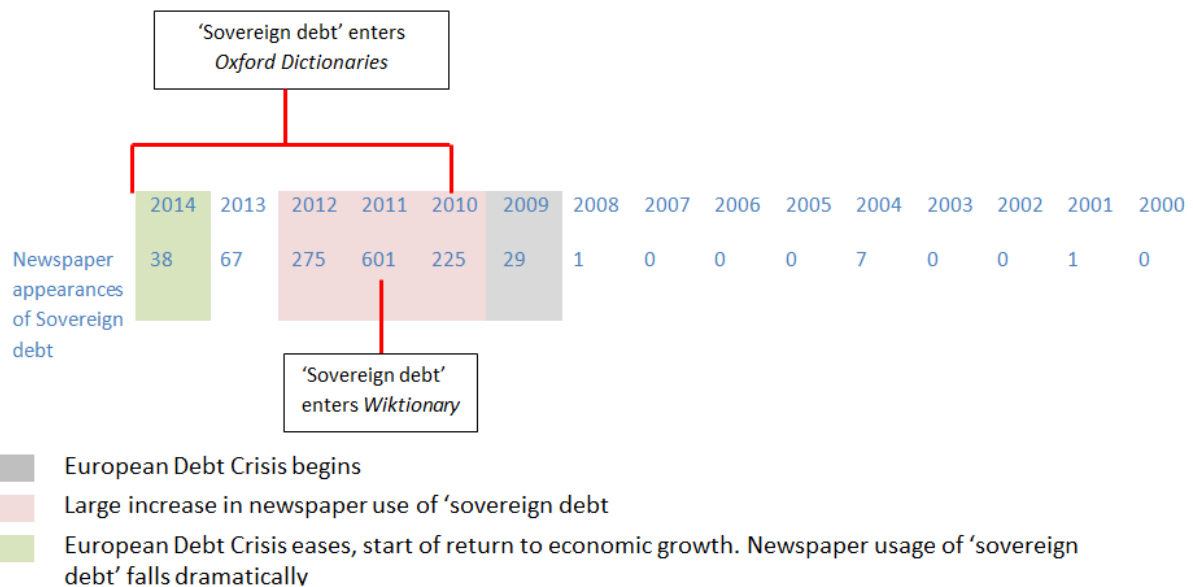 ‘Sovereign debt’ enters
Oxford Dictionaries
2014 2013 2012 2011 2010 2009 2008 2007 2006 2005 2004 2003 2002 2001 2000
Newspaper 38 67 275 601 225 29 1 0 0 0 7 0 0 1 0
appearances
of Sovereign
debt
‘Sovereign debt’
enters Wiktionary
European Debt Crisis begins
Large increase in newspaper use of ‘sovereign debt
European Debt Crisis eases, start of return to economic growth. Newspaper usage of ‘sovereign
debt’ falls dramatically